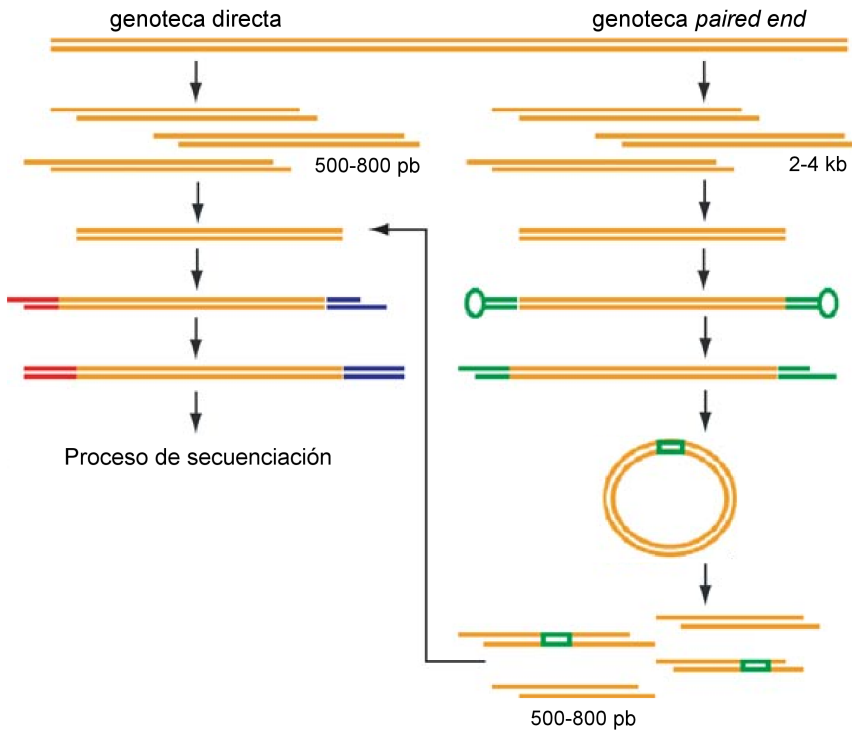 genoteca directa
genoteca paired end
500-800 pb
2-4 kb
Proceso de secuenciación
500-800 pb